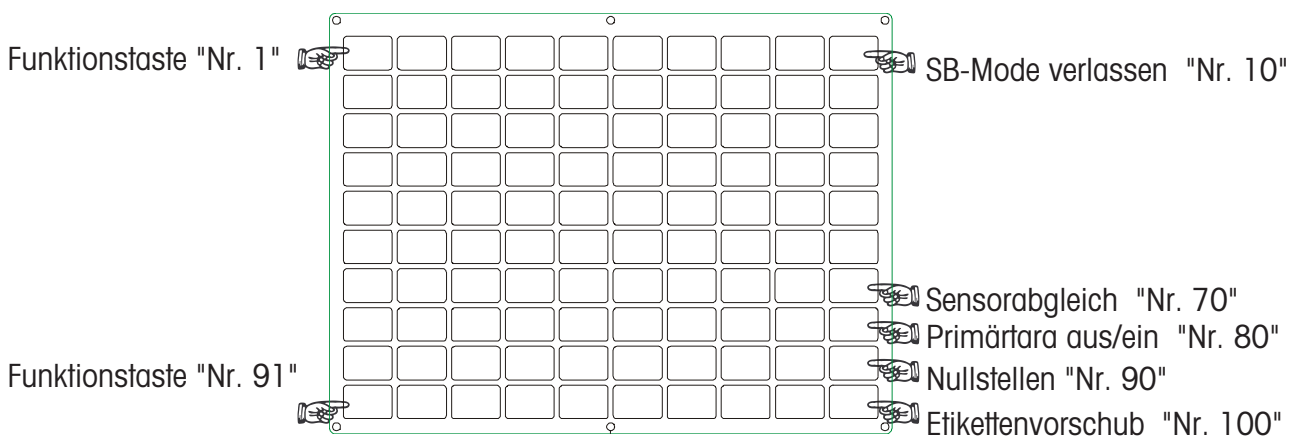 Funktionstaste "Nr. 1"
SB-Mode verlassen "Nr. 10"
Sensorabgleich "Nr. 70"
Primärtara aus/ein "Nr. 80"
Funktionstaste "Nr. 91"
Nullstellen "Nr. 90"
Etikettenvorschub "Nr. 100"